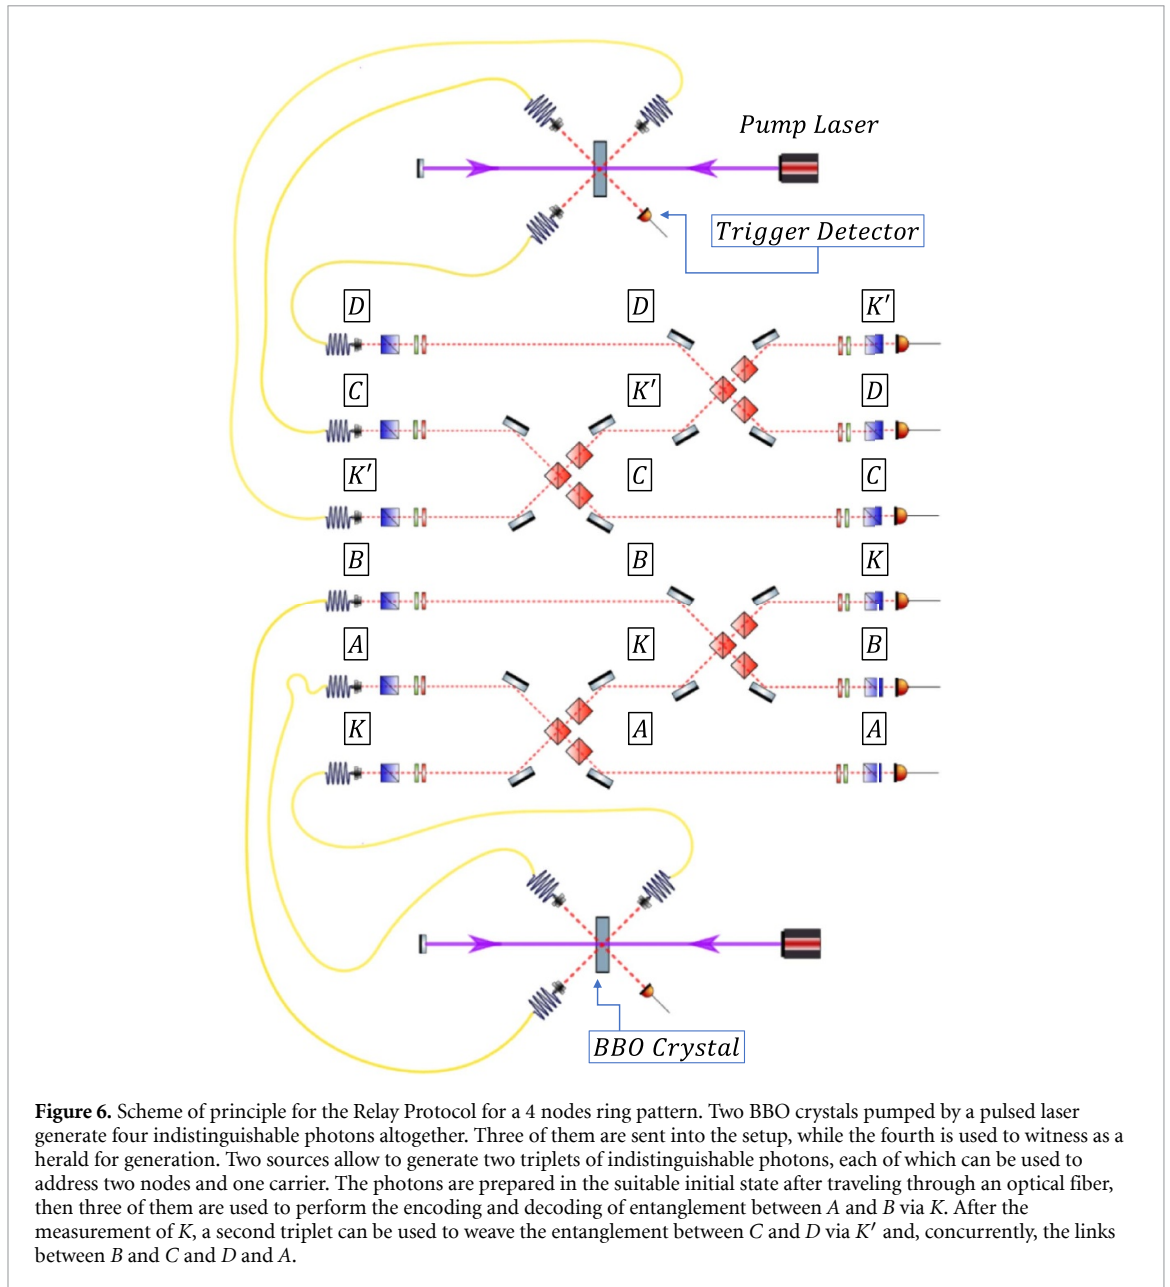 Pump Laser
Trigger Detector
D D K′
C K′ D
K′ C C
B B K
A K B
K A A
BBO Crystal
Figure 6. Scheme of principle for the Relay Protocol for a 4 nodes ring pattern. Two BBO crystals pumped by a pulsed laser
generate four indistinguishable photons altogether. Three of them are sent into the setup, while the fourth is used to witness as a
herald for generation. Two sources allow to generate two triplets of indistinguishable photons, each of which can be used to
address two nodes and one carrier. The photons are prepared in the suitable initial state after traveling through an optical fiber,
then three of them are used to perform the encoding and decoding of entanglement between A and B via K. After the
measurement of K, a second triplet can be used to weave the entanglement between C and D via K′ and, concurrently, the links
between B and C and D and A.